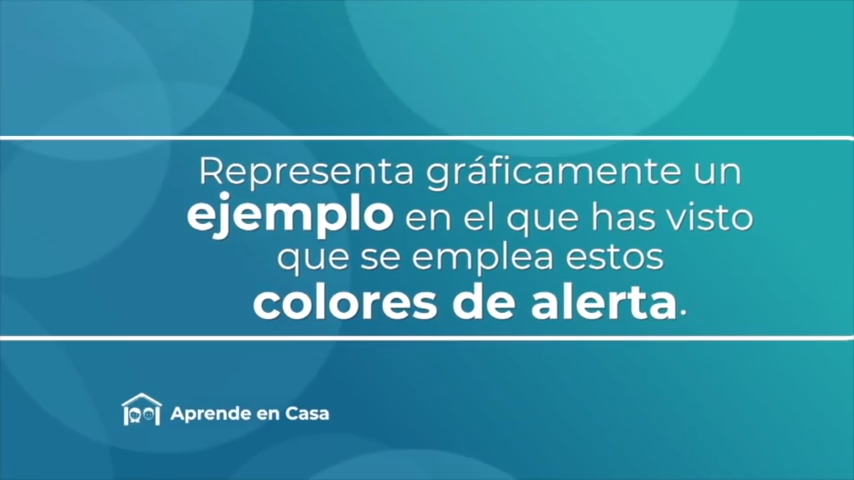 Representa gráficamente un
ejemplo en el que has visto
que se emplea estos
colores de alerta.
Aprende en Casa